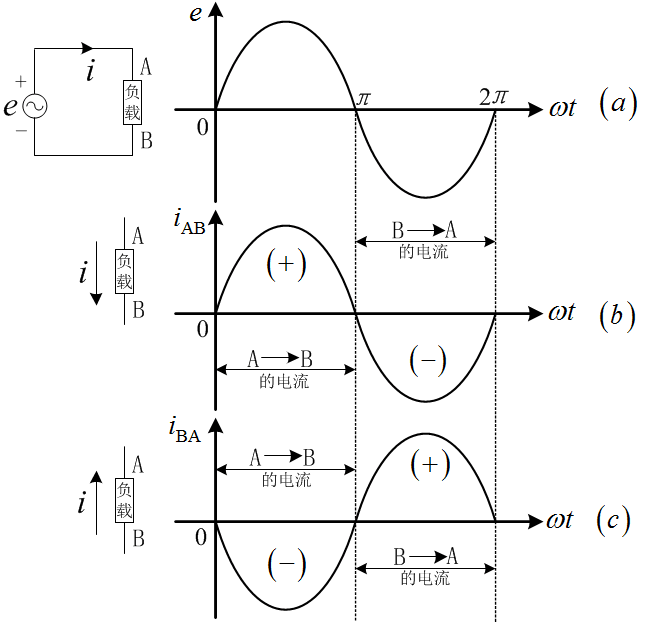 e
i
A
+
负
载
e
−
B
0
π
2π
ωt
(a)
i_AB
B → A
的电流
A
i
负
载
B
(+)
0
ωt
(b)
A → B
的电流
(−)
i_BA
A → B
的电流
(+)
A
i
负
载
B
0
ωt
(c)
(−)
B → A
的电流